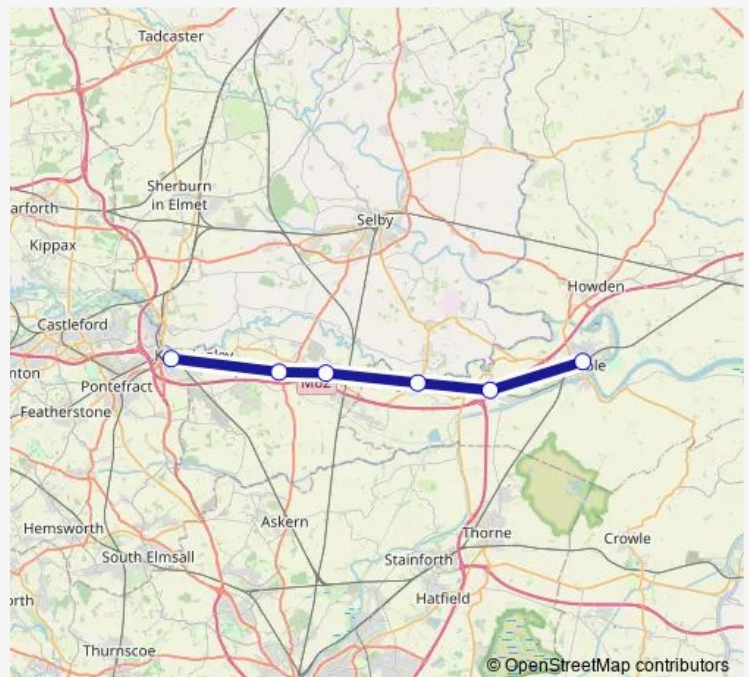 Tadcaster
Sherburn
in Elmet
arforth
Selby
Kippax
Howden
Castleford
nton
Pontefract
M62
Featherstone
Hemsworth
Askern
Thorne
Crowle
South Elmsall
Stainforth
orth
Hatfield
Thurnscoe
© OpenStreetMap contributors